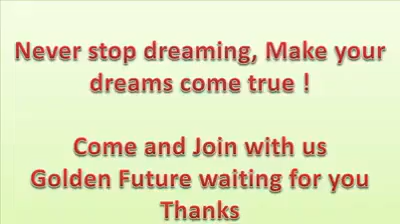 Never stop dreaming, Make your
dreams come true !
Come and Join with us
Golden Future waiting for you
Thanks